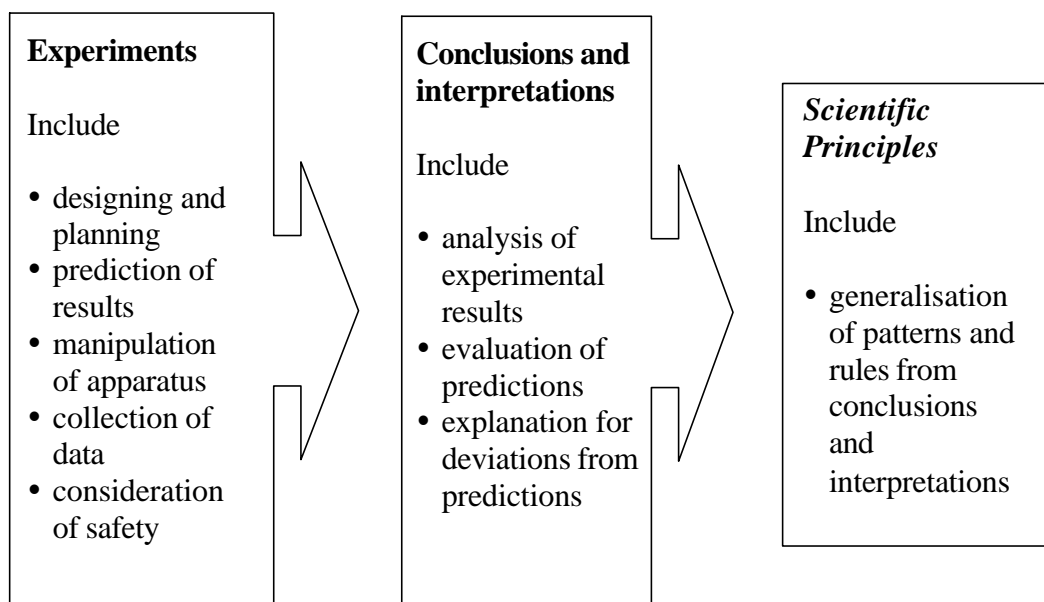 Experiments
Include
• designing and
planning
• prediction of
results
• manipulation
of apparatus
• collection of
data
• consideration
of safety
Conclusions and
interpretations
Include
• analysis of
experimental
results
• evaluation of
predictions
• explanation for
deviations from
predictions
Scientific
Principles
Include
• generalisation
of patterns and
rules from
conclusions
and
interpretations